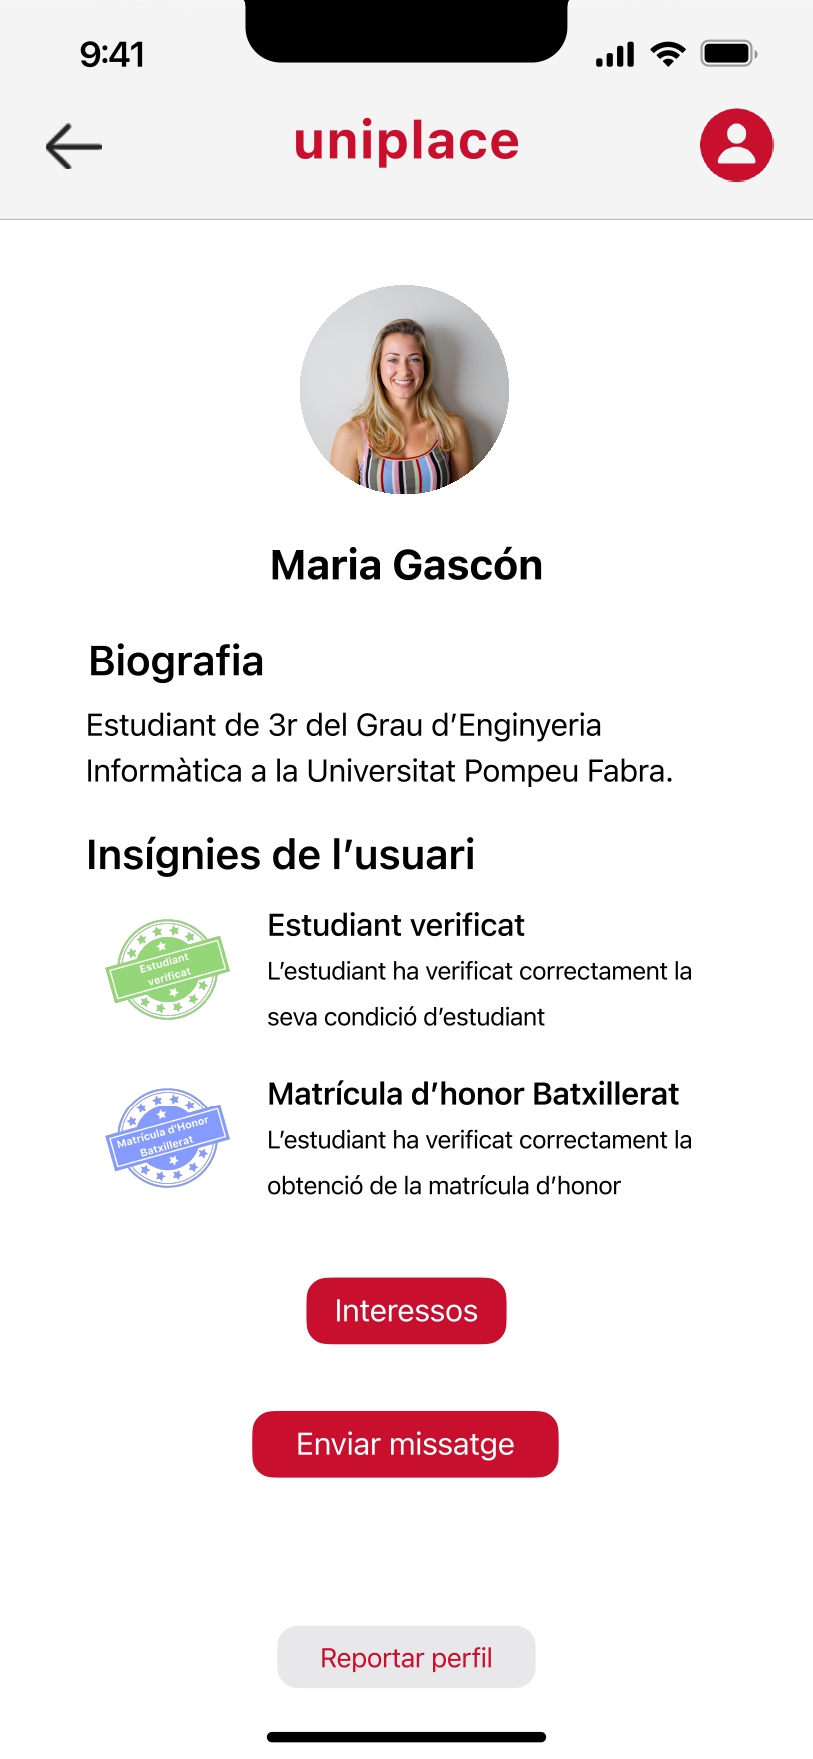 9:41
uniplace
Maria Gascón
Biografia
Estudiant de 3r del Grau d’Enginyeria
Informàtica a la Universitat Pompeu Fabra.
Insígnies de l’usuari
Estudiant
verificat
Estudiant verificat
L’estudiant ha verificat correctament la
seva condició d’estudiant
Matrícula d'Honor
Batxillerat
Matrícula d’honor Batxillerat
L’estudiant ha verificat correctament la
obtenció de la matrícula d’honor
Interessos
Enviar missatge
Reportar perfil